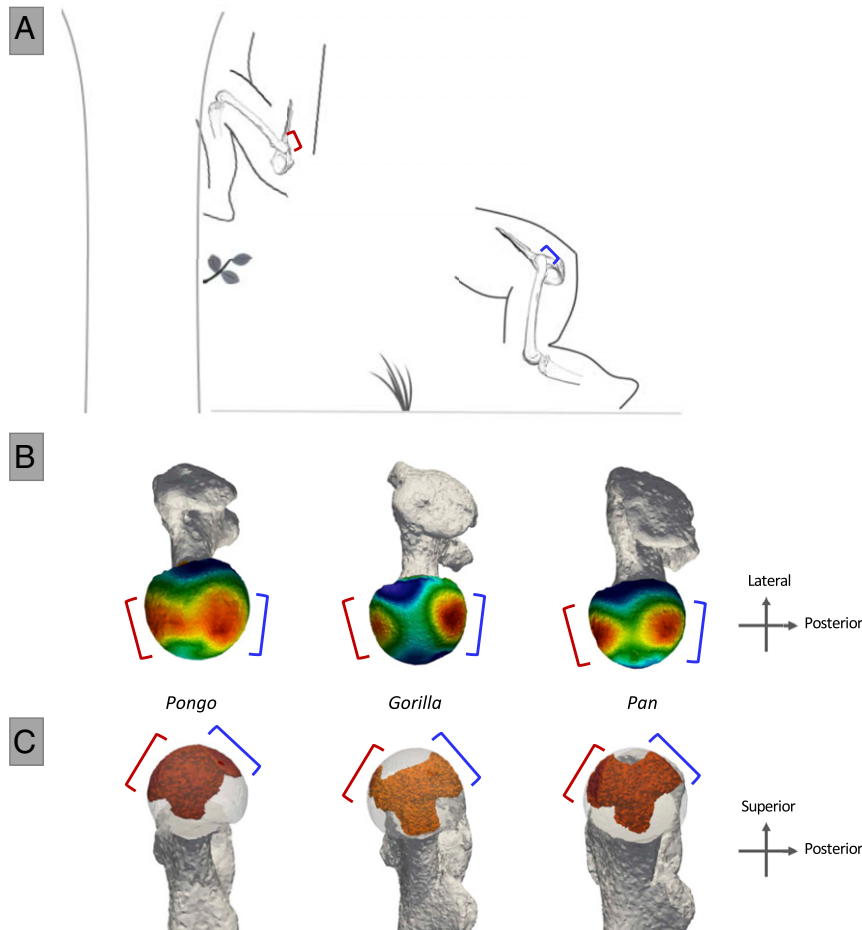 A
B
Lateral
Posterior
Pongo
Gorilla
Pan
C
Superior
Posterior